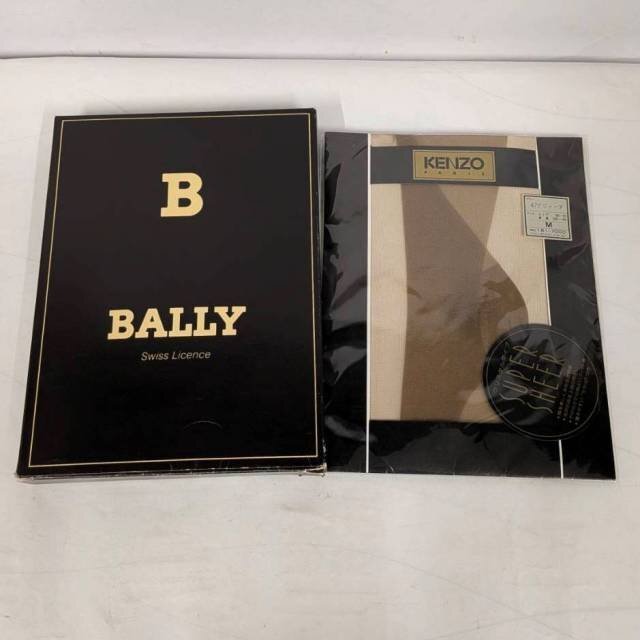 B
BALLY
Swiss Licence
KENZO
PARIS
M
SUPER
SHEER